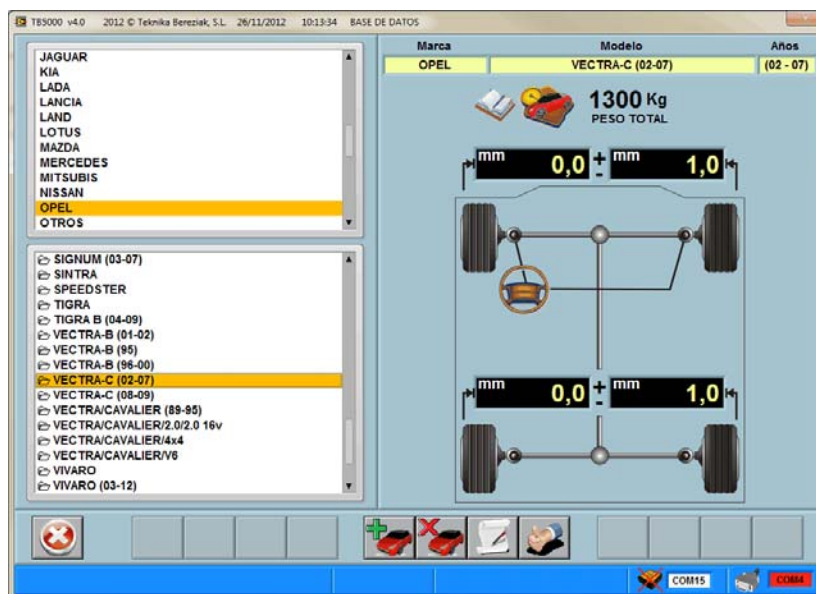 TB5000 v4.0 2012 © Teknika Bereziak, S.L. 26/11/2012 10:13:34 BASE DE DATOS
JAGUAR
KIA
LADA
LANCIA
LAND
LOTUS
MAZDA
MERCEDES
MITSUBIS
NISSAN
OPEL
OTROS
SIGNUM (03-07)
SINTRA
SPEEDSTER
TIGRA
TIGRA B (04-09)
VECTRA-B (01-02)
VECTRA-B (95)
VECTRA-B (96-00)
VECTRA-C (02-07)
VECTRA-C (08-09)
VECTRA/CAVALIER (89-95)
VECTRA/CAVALIER/2.0/2.0 16v
VECTRA/CAVALIER/4x4
VECTRA/CAVALIER/V6
VIVARO
VIVARO (03-12)
Marca Modelo Años
OPEL VECTRA-C (02-07) (02 - 07)
1300 Kg
PESO TOTAL
mm 0,0 + - mm 1,0
mm 0,0 + - mm 1,0
COM15 COM4